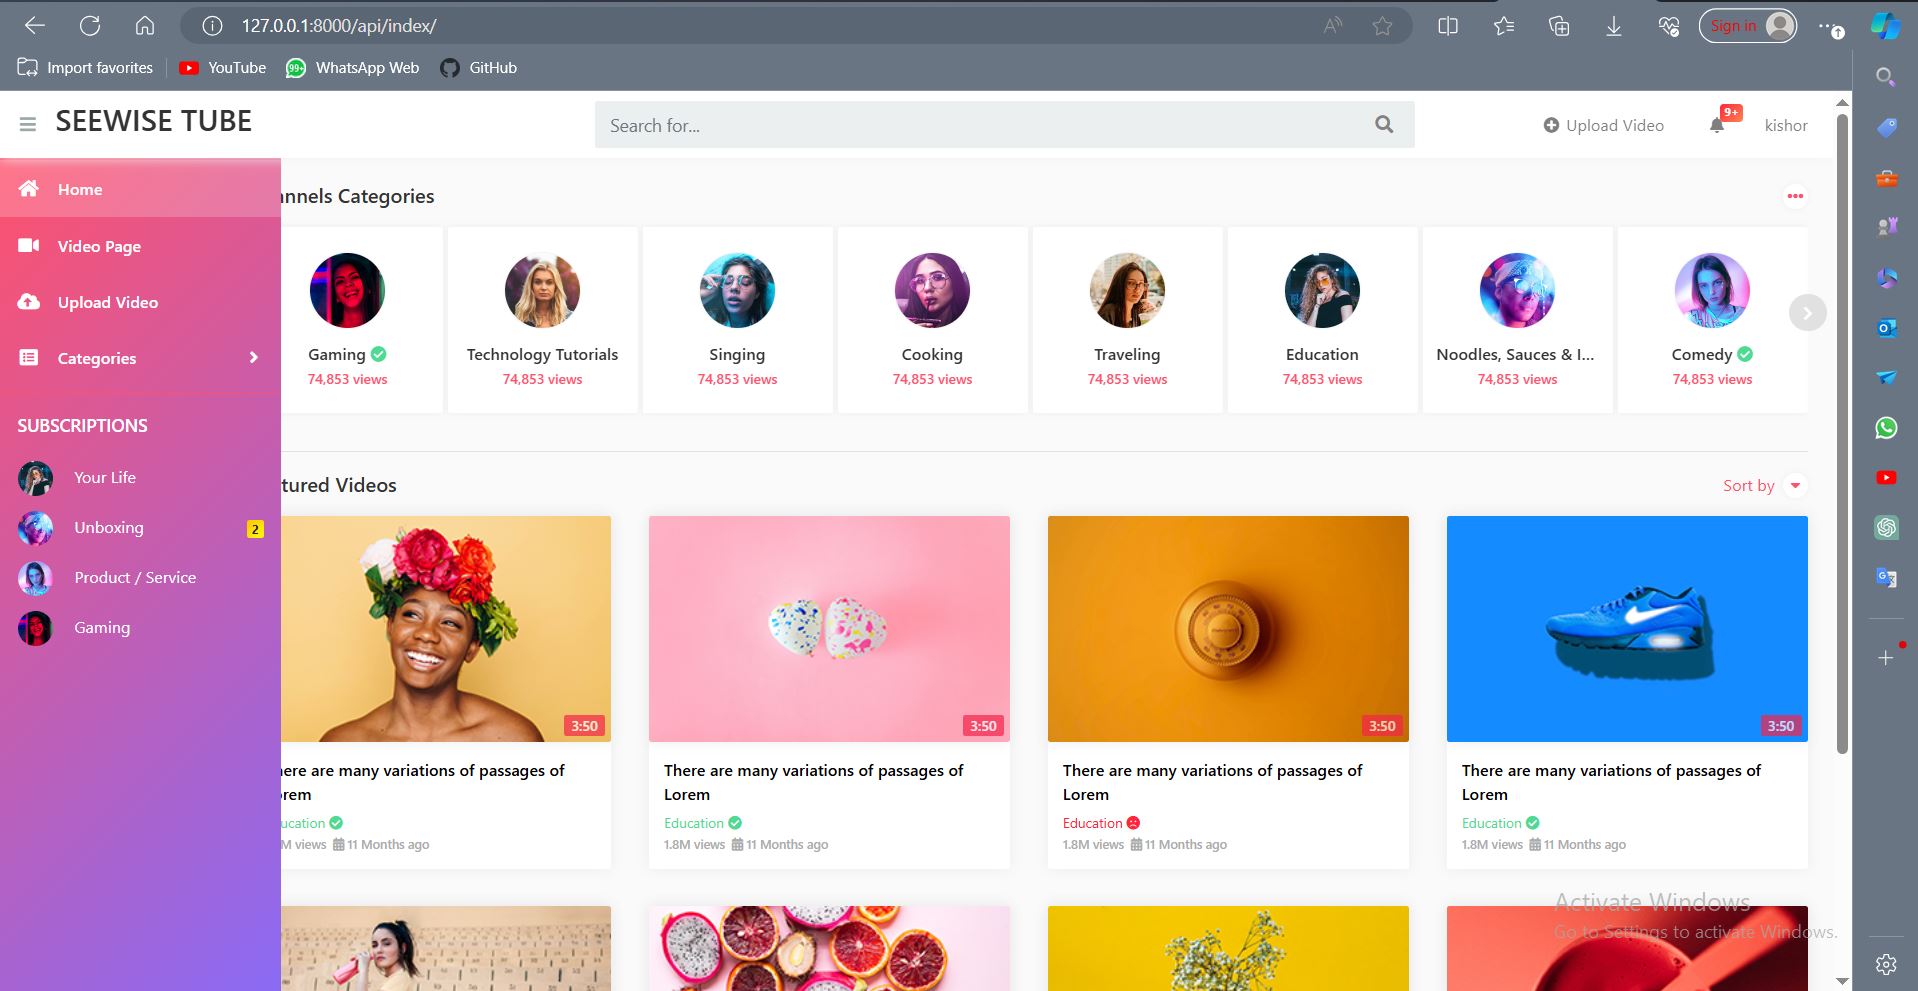 127.0.0.1:8000/api/index/
Sign in
Import favorites
YouTube
99+
WhatsApp Web
GitHub
SEEWISE TUBE
Search for...
Upload Video
9+
kishor
Home
Video Page
Upload Video
Categories
SUBSCRIPTIONS
Your Life
Unboxing
2
Product / Service
Gaming
nnels Categories
Gaming
74,853 views
Technology Tutorials
74,853 views
Singing
74,853 views
Cooking
74,853 views
Traveling
74,853 views
Education
74,853 views
Noodles, Sauces & I...
74,853 views
Comedy
74,853 views
tured Videos
Sort by
3:50
3:50
3:50
3:50
ere are many variations of passages of
rem
ucation
M views 11 Months ago
There are many variations of passages of
Lorem
Education
1.8M views 11 Months ago
There are many variations of passages of
Lorem
Education
1.8M views 11 Months ago
There are many variations of passages of
Lorem
Education
1.8M views 11 Months ago
Activate Windows
Go to Settings to activate Windows.